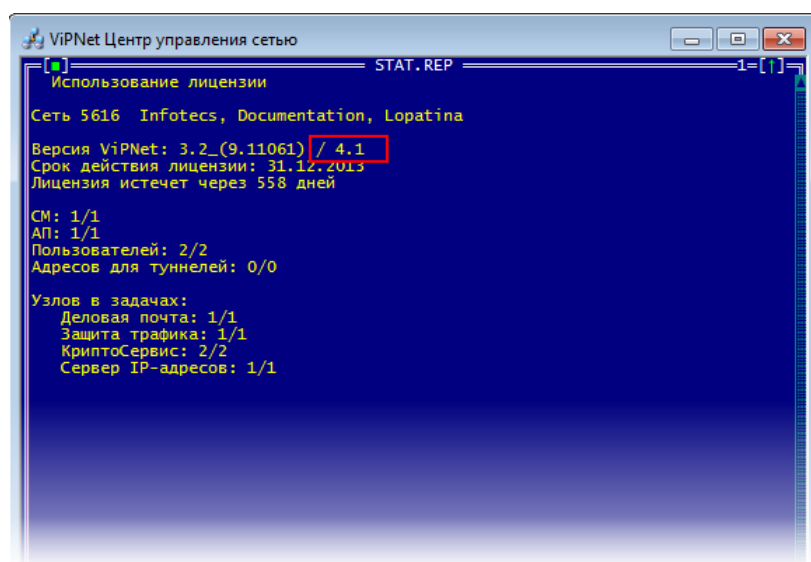 ViPNet Центр управления сетью
[■] STAT.REP 1=[↑]
Использование лицензии
Сеть 5616 Infotecs, Documentation, Lopatina
Версия ViPNet: 3.2_(9.11061) / 4.1
Срок действия лицензии: 31.12.2013
Лицензия истечет через 558 дней
СМ: 1/1
АП: 1/1
Пользователей: 2/2
Адресов для туннелей: 0/0
Узлов в задачах:
Деловая почта: 1/1
Защита трафика: 1/1
КриптоСервис: 2/2
Сервер IP-адресов: 1/1